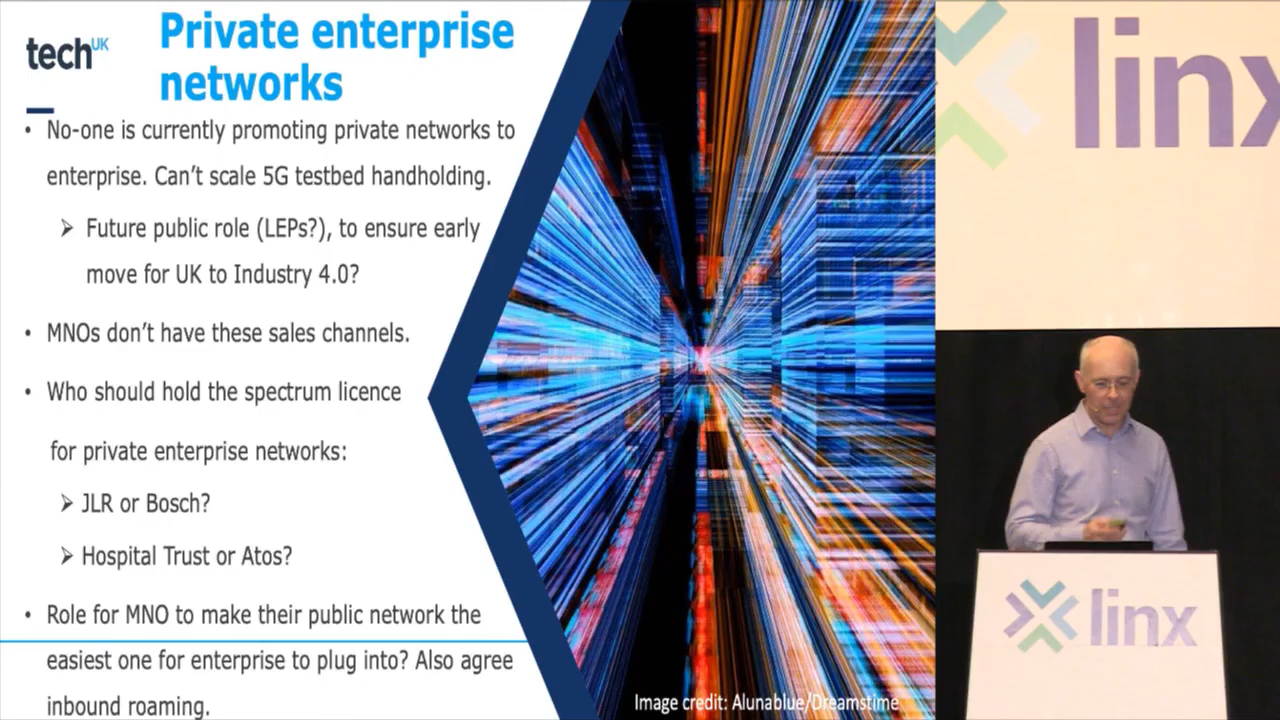 techUK
Private enterprise
networks
• No-one is currently promoting private networks to
enterprise. Can't scale 5G testbed handholding.
➢ Future public role (LEPs?), to ensure early
move for UK to Industry 4.0?
• MNOs don't have these sales channels.
• Who should hold the spectrum licence
for private enterprise networks:
➢ JLR or Bosch?
➢ Hospital Trust or Atos?
• Role for MNO to make their public network the
easiest one for enterprise to plug into? Also agree
inbound roaming.
Image credit: Alunablue/Dreamstime
linx
linx